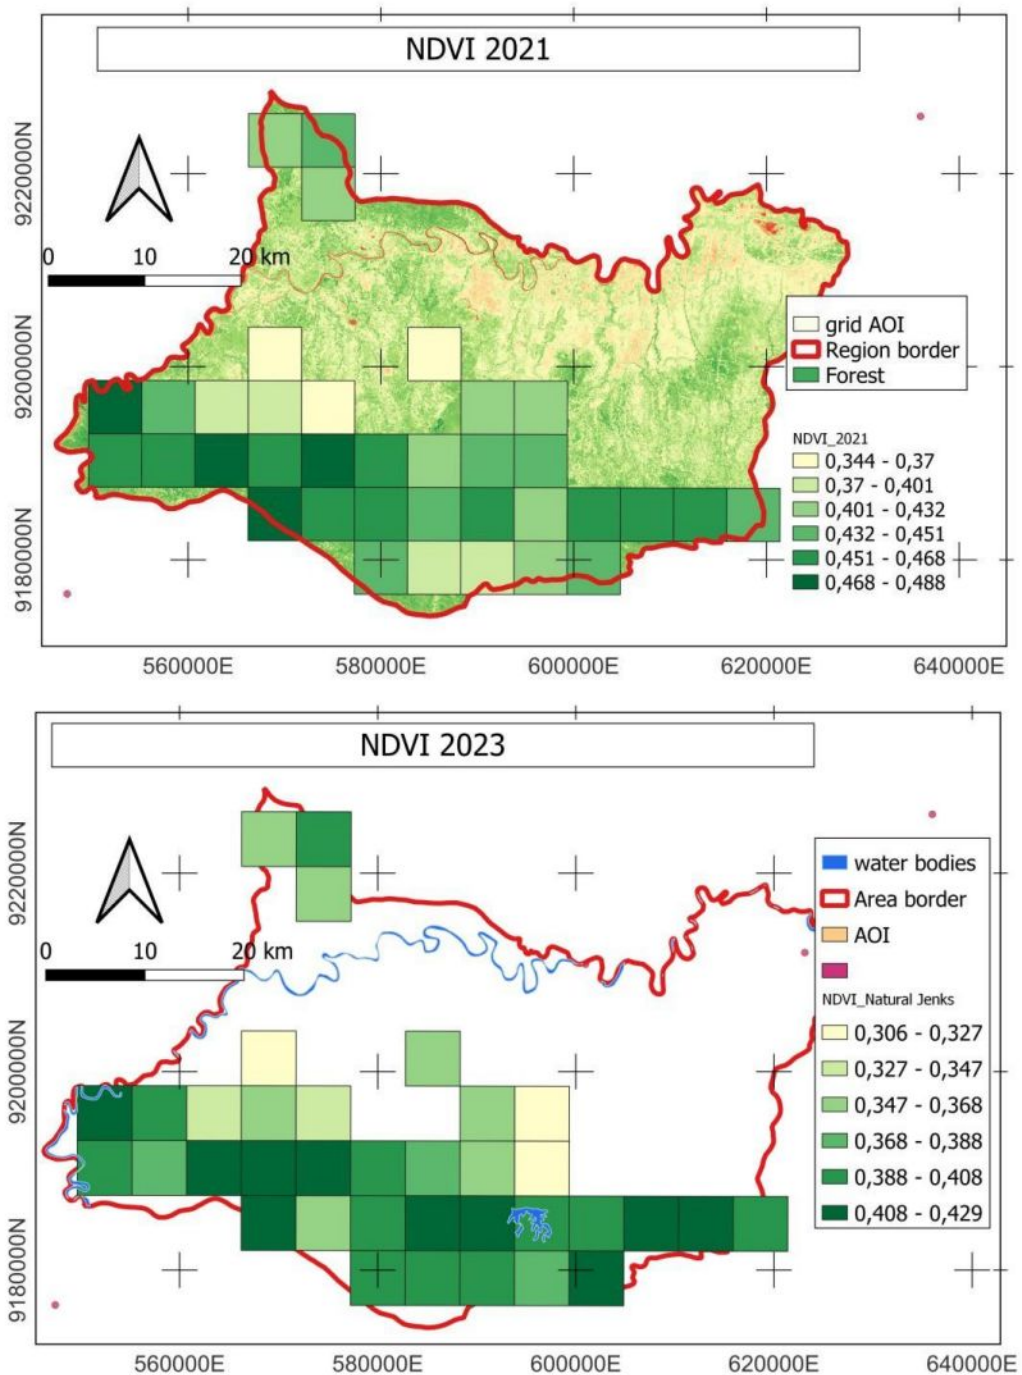 NDVI 2021
9220000N
9200000N
9180000N
0 10 20 km
grid AOI
Region border
Forest
NDVI_2021
0,344 - 0,37
0,37 - 0,401
0,401 - 0,432
0,432 - 0,451
0,451 - 0,468
0,468 - 0,488
560000E 580000E 600000E 620000E 640000E
NDVI 2023
9220000N
9200000N
9180000N
0 10 20 km
water bodies
Area border
AOI
NDVI_Natural Jenks
0,306 - 0,327
0,327 - 0,347
0,347 - 0,368
0,368 - 0,388
0,388 - 0,408
0,408 - 0,429
560000E 580000E 600000E 620000E 640000E